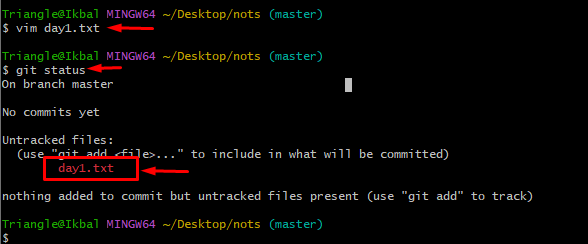 Triangle@Ikbal MINGW64 ~/Desktop/nots (master)
$ vim day1.txt
Triangle@Ikbal MINGW64 ~/Desktop/nots (master)
$ git status
On branch master
No commits yet
Untracked files:
(use "git add <file>..." to include in what will be committed)
day1.txt
nothing added to commit but untracked files present (use "git add" to track)
Triangle@Ikbal MINGW64 ~/Desktop/nots (master)
$